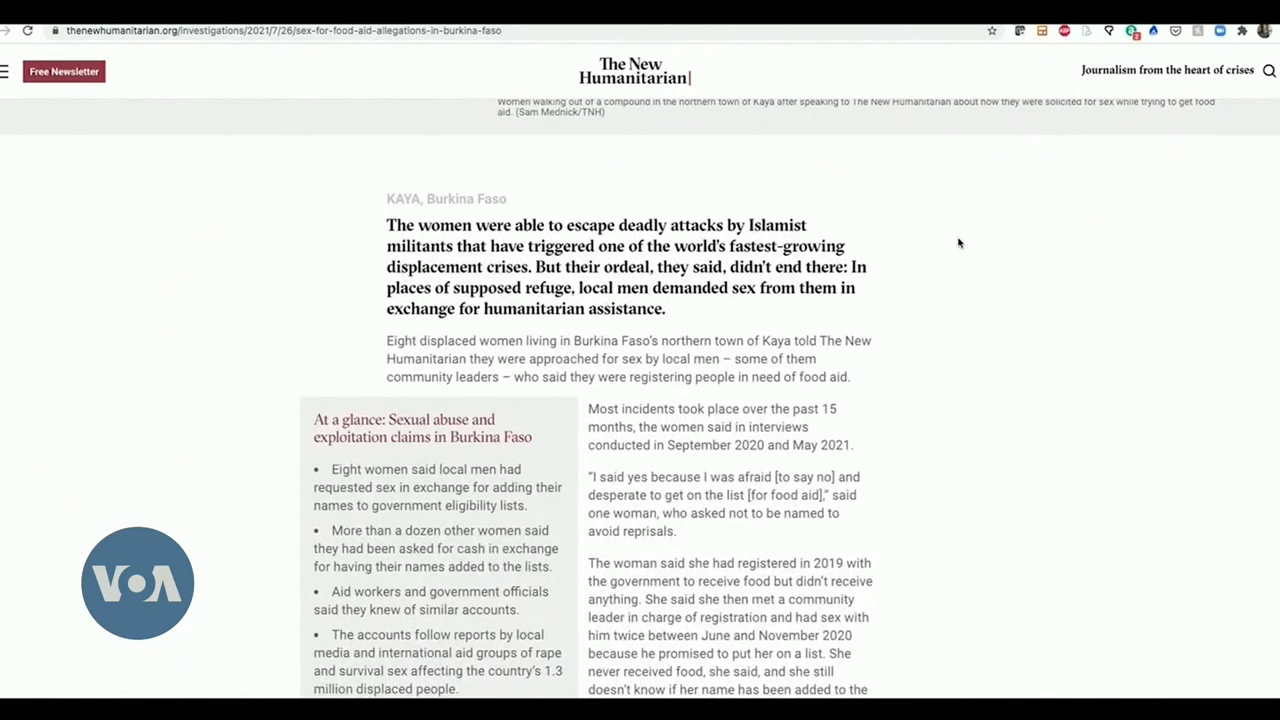 thenewhumanitarian.org/investigations/2021/7/26/sex-for-food-aid-allegations-in-burkina-faso
Free Newsletter
The New
Humanitarian
Journalism from the heart of crises
Women walking out of a compound in the northern town of Kaya after speaking to The New Humanitarian about how they were solicited for sex while trying to get food
aid. (Sam Mednick/TNH)
KAYA, Burkina Faso
The women were able to escape deadly attacks by Islamist
militants that have triggered one of the world's fastest-growing
displacement crises. But their ordeal, they said, didn't end there: In
places of supposed refuge, local men demanded sex from them in
exchange for humanitarian assistance.
Eight displaced women living in Burkina Faso's northern town of Kaya told The New
Humanitarian they were approached for sex by local men – some of them
community leaders – who said they were registering people in need of food aid.
At a glance: Sexual abuse and
exploitation claims in Burkina Faso
• Eight women said local men had
requested sex in exchange for adding their
names to government eligibility lists.
• More than a dozen other women said
they had been asked for cash in exchange
for having their names added to the lists.
• Aid workers and government officials
said they knew of similar accounts.
• The accounts follow reports by local
media and international aid groups of rape
and survival sex affecting the country's 1.3
million displaced people.
Most incidents took place over the past 15
months, the women said in interviews
conducted in September 2020 and May 2021.
“I said yes because I was afraid [to say no] and
desperate to get on the list [for food aid],” said
one woman, who asked not to be named to
avoid reprisals.
The woman said she had registered in 2019 with
the government to receive food but didn't receive
anything. She said she then met a community
leader in charge of registration and had sex with
him twice between June and November 2020
because he promised to put her on a list. She
never received food, she said, and she still
doesn't know if her name has been added to the
VOA